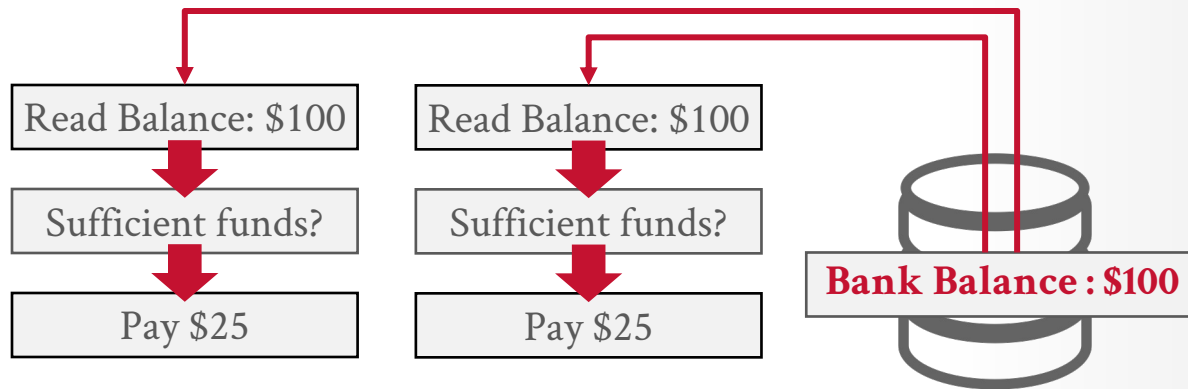 Read Balance: $100
Sufficient funds?
Pay $25
Read Balance: $100
Sufficient funds?
Pay $25
Bank Balance : $100